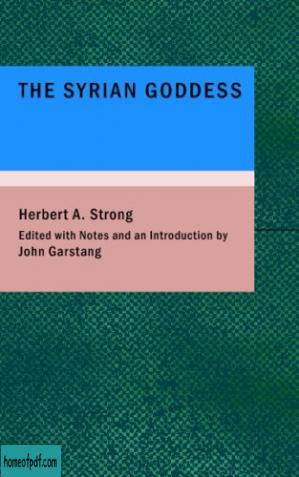 THE SYRIAN GODDESS
Herbert A. Strong
Edited with Notes and an Introduction by
John Garstang
homeofpdf.com